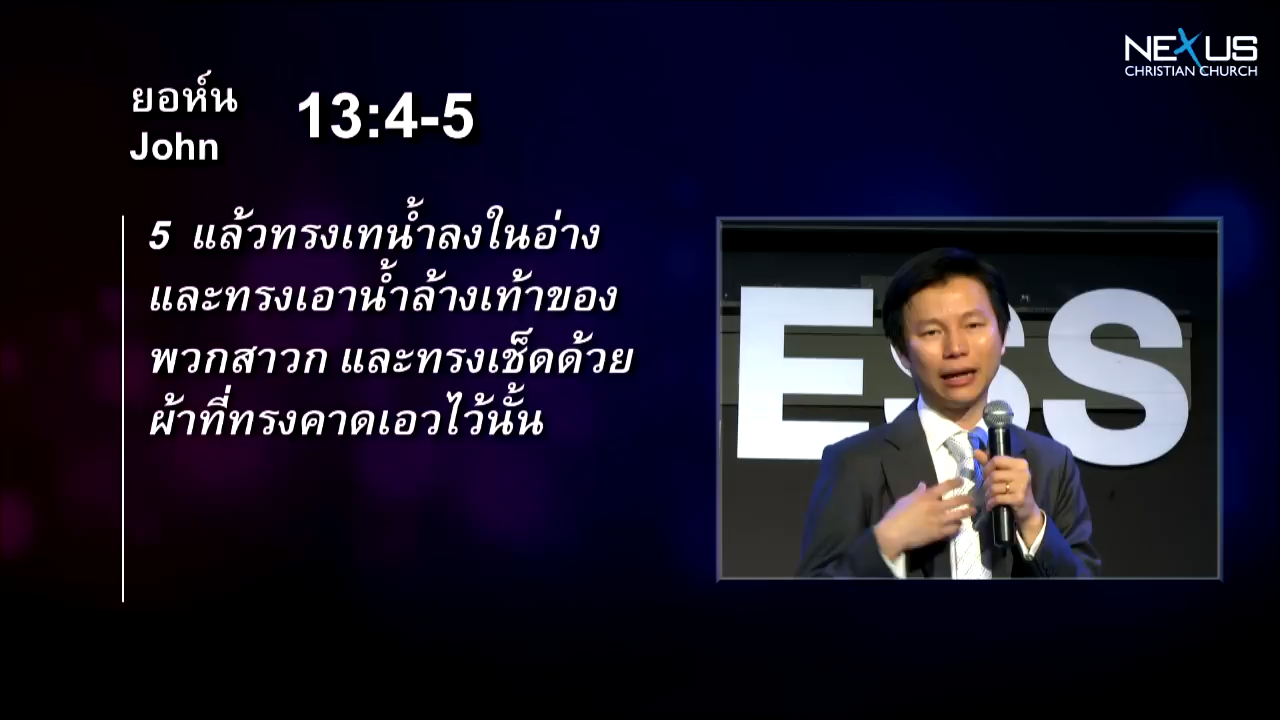 NEXUS
CHRISTIAN CHURCH
ยอห์น
John
13:4-5
5 แล้วทรงเทน้ำลงในอ่าง
และทรงเอาน้ำล้างเท้าของ
พวกสาวก และทรงเช็ดด้วย
ผ้าที่ทรงคาดเอวไว้นั้น
ESS